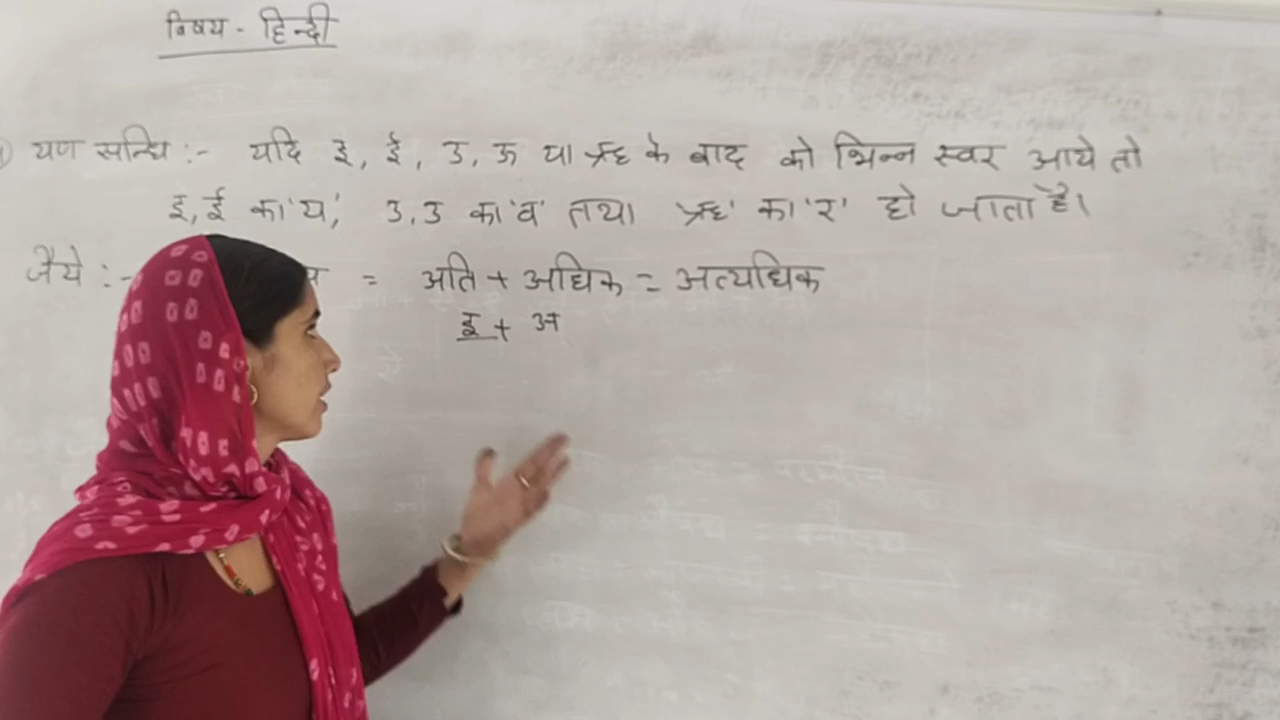 विषय - हिन्दी
यण सन्धि :- यदि इ, ई, उ, ऊ या ऋ के बाद को भिन्न स्वर आये तो
इ, ई का 'य', उ, उ का 'व' तथा 'ऋ' का 'र' हो जाता है।
जैये :- = अति + अधिक = अत्यधिक
इ + अ